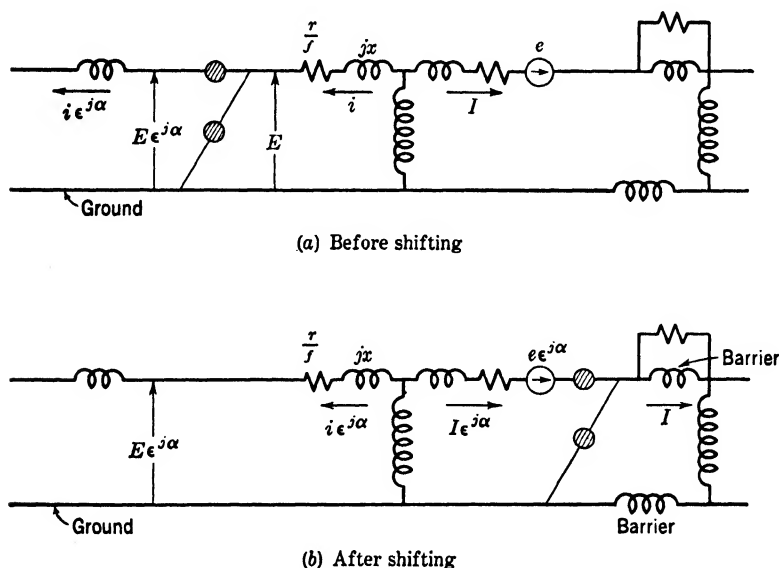 r/f jx e
iε^{jα} Eε^{jα} E i I
Ground
(a) Before shifting
r/f jx eε^{jα} Barrier
Eε^{jα} iε^{jα} Iε^{jα} I
Ground Barrier
(b) After shifting